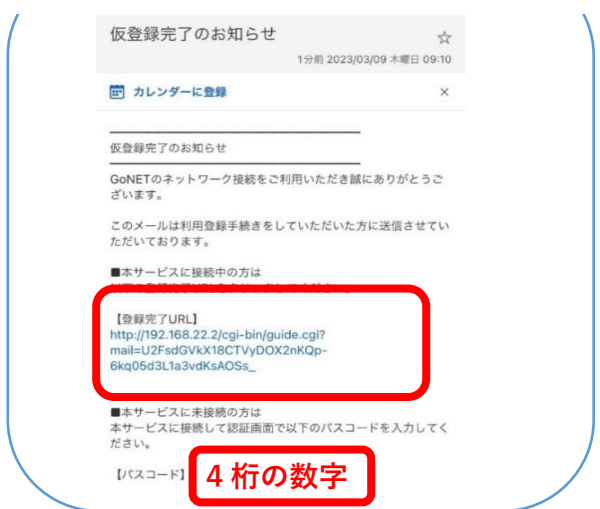 仮登録完了のお知らせ
☆
1分前 2023/03/09 木曜日 09:10
カレンダーに登録
×
仮登録完了のお知らせ
GoNETのネットワーク接続をご利用いただき誠にありがとうご
ざいます。
このメールは利用登録手続きをしていただいた方に送信させてい
ただいております。
■本サービスに接続中の方は
【登録完了URL】
http://192.168.22.2/cgi-bin/guide.cgi?
mail=U2FsdGVkX18CTVyDOX2nKQp-
6kq05d3L1a3vdKsAOSs_
■本サービスに未接続の方は
本サービスに接続して認証画面で以下のパスコードを入力してく
ださい。
【パスコード】
4桁の数字